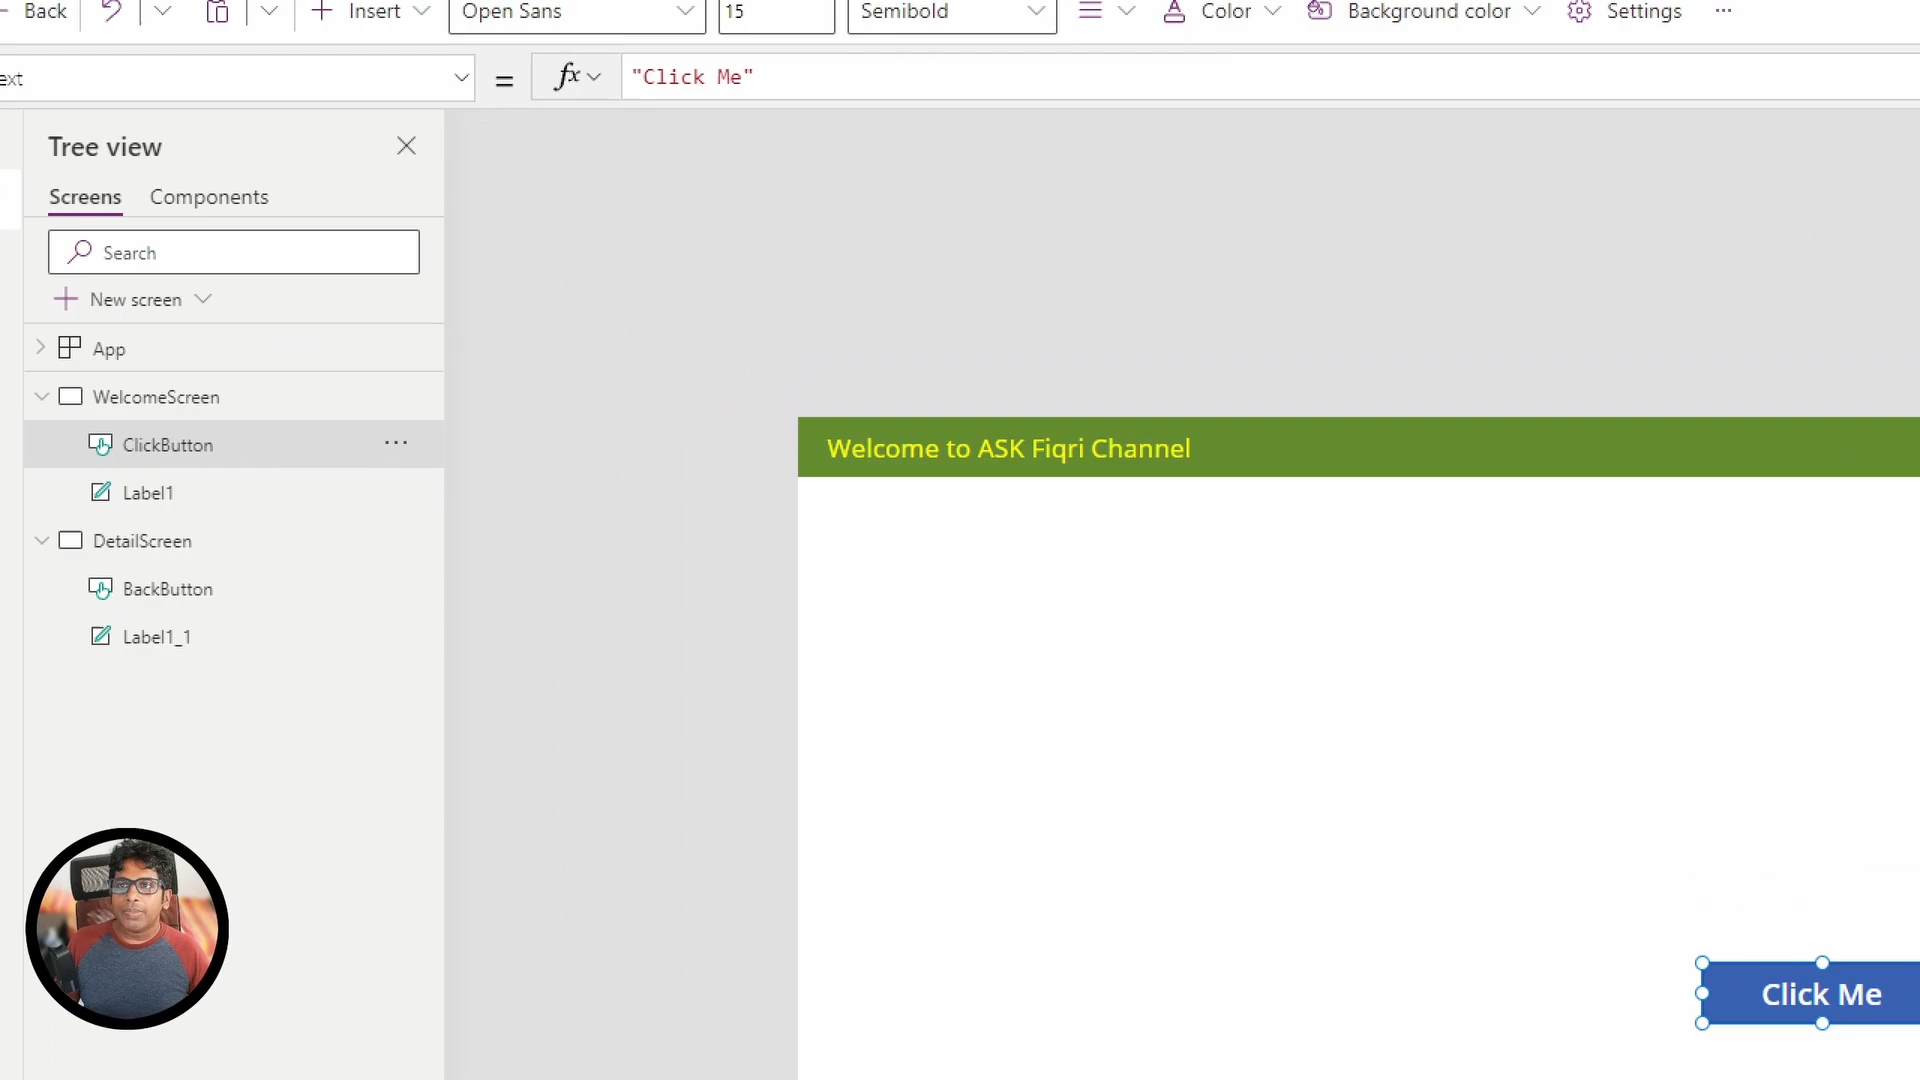 Back
Insert
Open Sans
15
Semibold
Color
Background color
Settings
ext
=
fx
"Click Me"
Tree view
Screens
Components
Search
New screen
App
WelcomeScreen
ClickButton
Label1
DetailScreen
BackButton
Label1_1
Welcome to ASK Fiqri Channel
Click Me